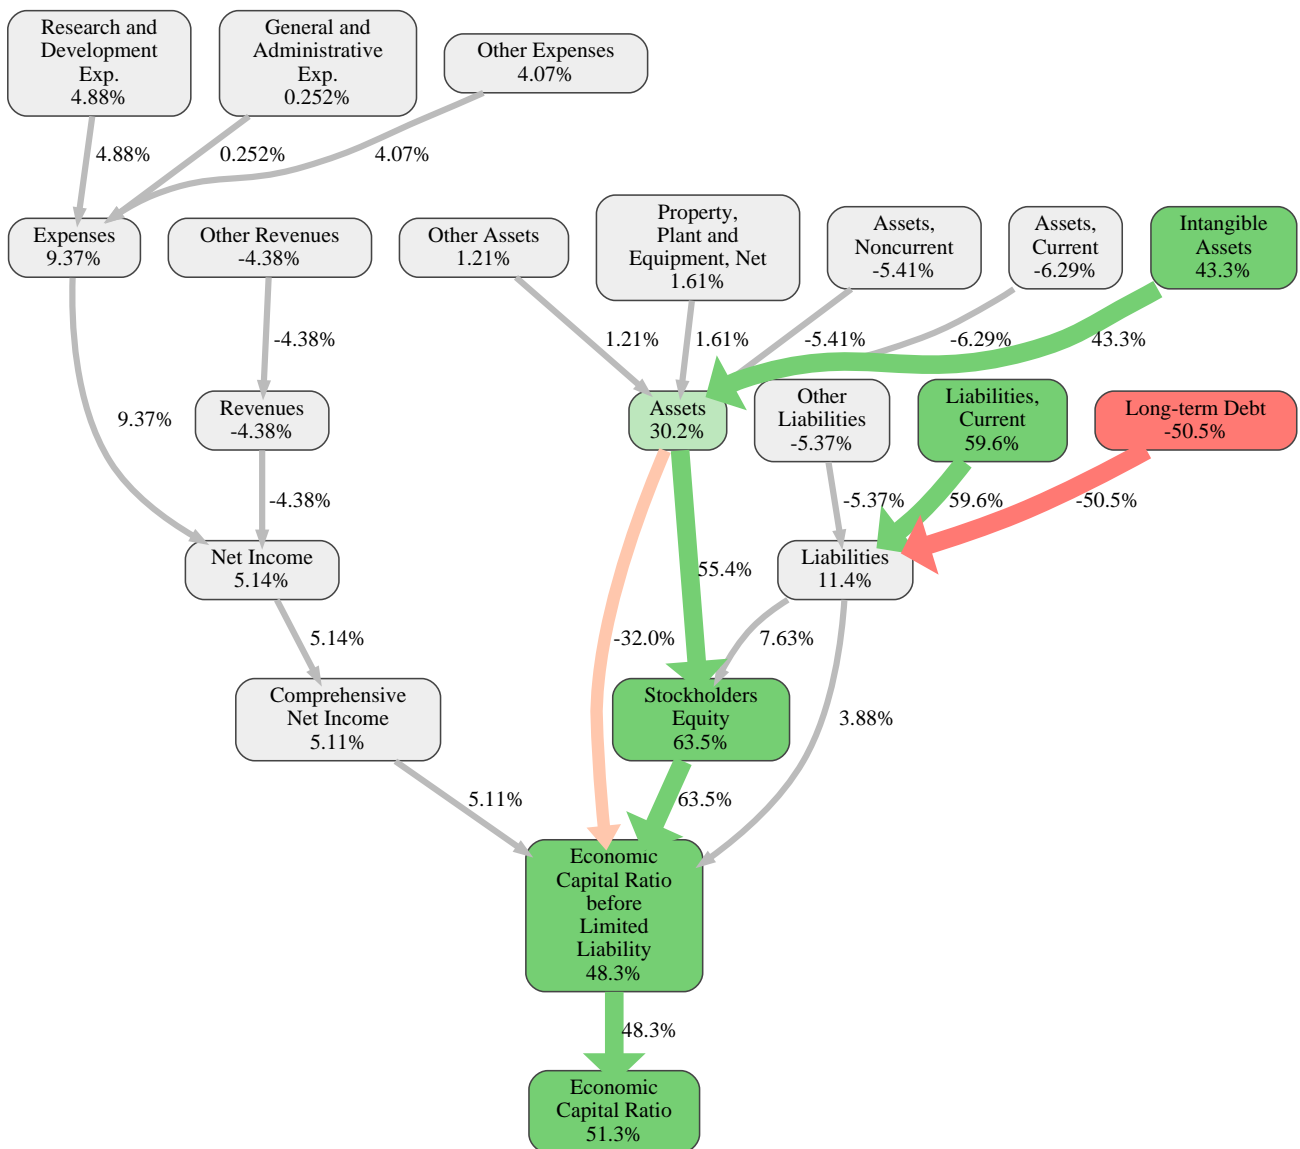 Research and
Development
Exp.
4.88%
General and
Administrative
Exp.
0.252%
Other Expenses
4.07%
4.88%
0.252%
4.07%
Expenses
9.37%
Other Revenues
-4.38%
Other Assets
1.21%
Property,
Plant and
Equipment, Net
1.61%
Assets,
Noncurrent
-5.41%
Assets,
Current
-6.29%
Intangible
Assets
43.3%
-4.38%
1.21%
1.61%
-5.41%
-6.29%
43.3%
9.37%
Revenues
-4.38%
Assets
30.2%
Other
Liabilities
-5.37%
Liabilities,
Current
59.6%
Long-term Debt
-50.5%
-4.38%
-5.37%
59.6%
-50.5%
Net Income
5.14%
55.4%
Liabilities
11.4%
5.14%
-32.0%
7.63%
Comprehensive
Net Income
5.11%
Stockholders
Equity
63.5%
3.88%
5.11%
63.5%
Economic
Capital Ratio
before
Limited
Liability
48.3%
48.3%
Economic
Capital Ratio
51.3%